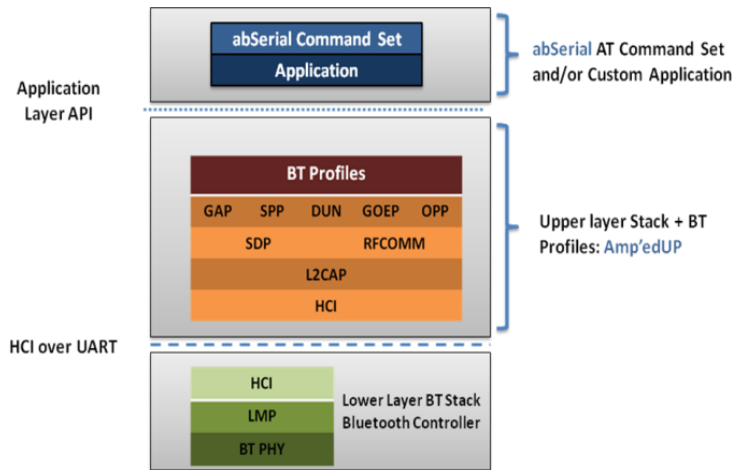 abSerial Command Set
Application
abSerial AT Command Set
and/or Custom Application
Application
Layer API
BT Profiles
GAP SPP DUN GOEP OPP
SDP RFCOMM
L2CAP
HCI
Upper layer Stack + BT
Profiles: Amp'edUP
HCI over UART
HCI
LMP
BT PHY
Lower Layer BT Stack
Bluetooth Controller